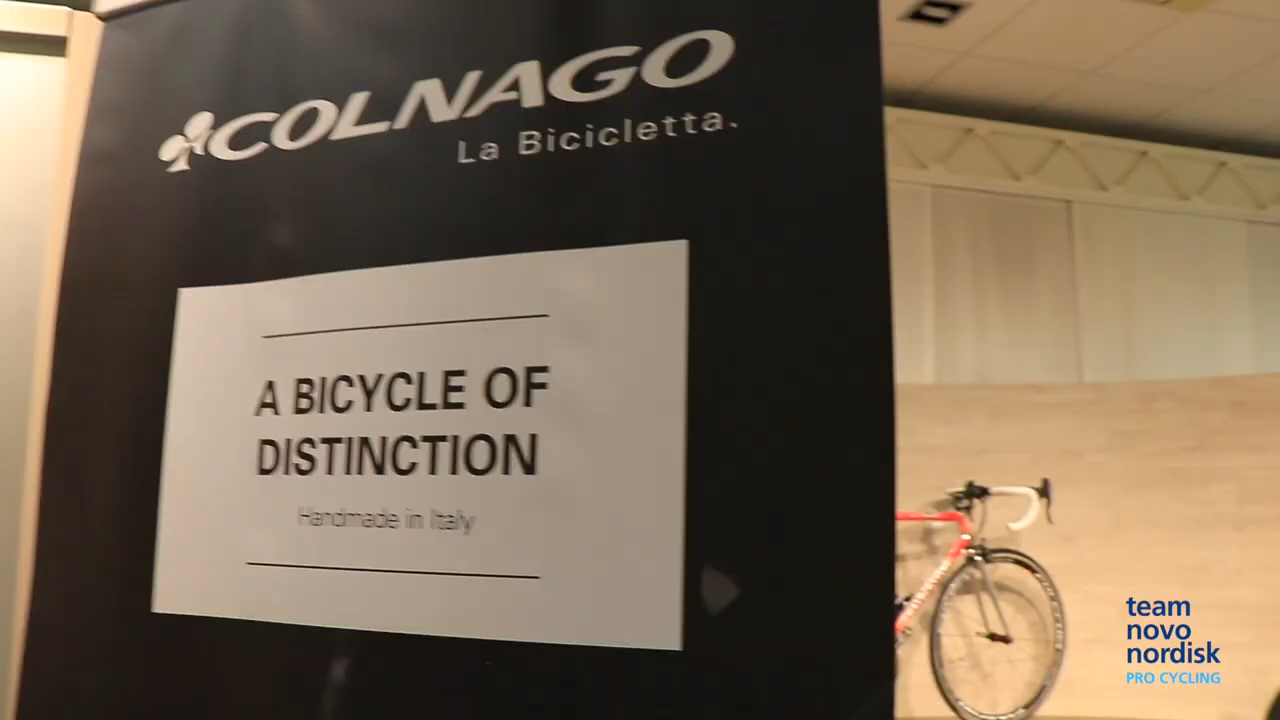 COLNAGO
La Bicicletta.
A BICYCLE OF
DISTINCTION
Handmade in Italy
team
novo
nordisk
PRO CYCLING